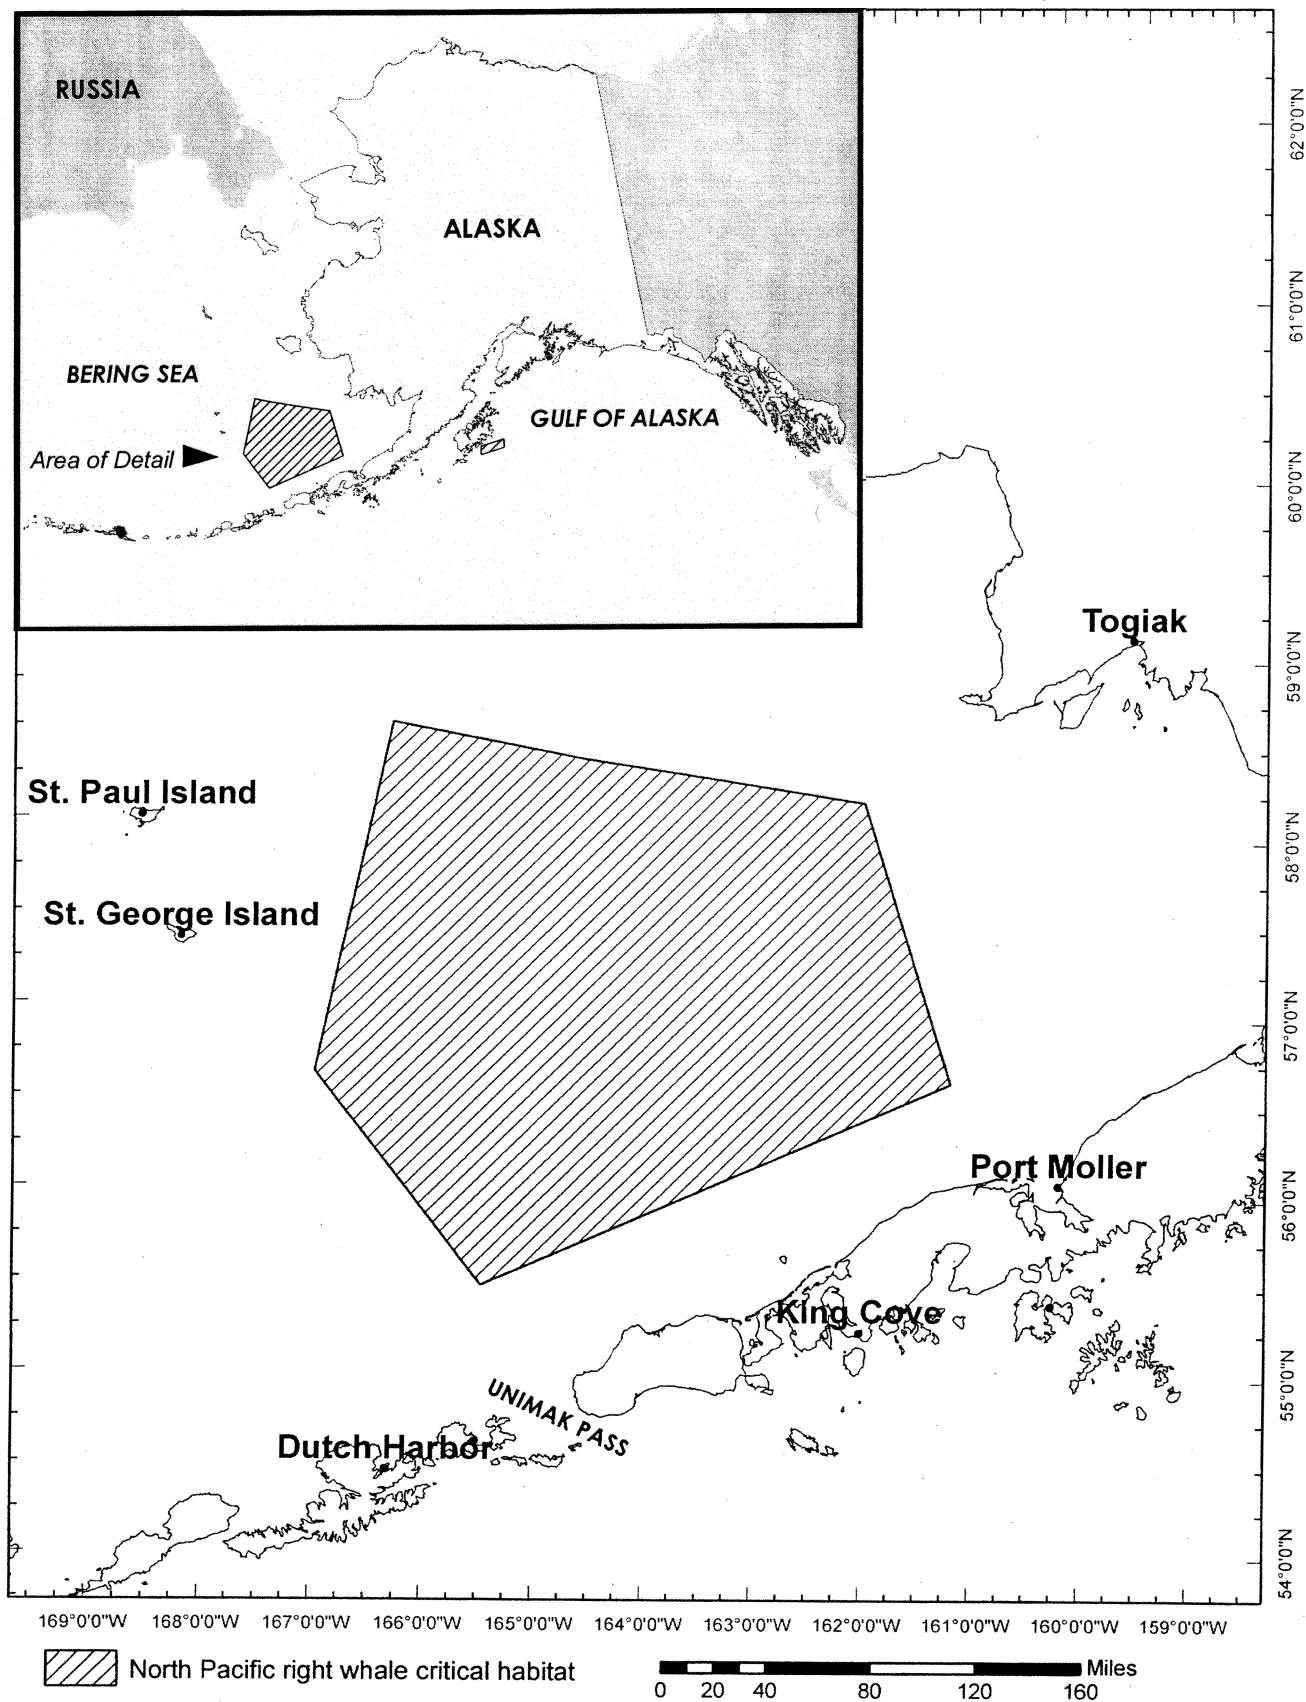 RUSSIA
ALASKA
BERING SEA
GULF OF ALASKA
Area of Detail
62°0'0"N
61°0'0"N
60°0'0"N
59°0'0"N
58°0'0"N
57°0'0"N
56°0'0"N
55°0'0"N
54°0'0"N
Togiak
St. Paul Island
St. George Island
Port Moller
King Cove
UNIMAK PASS
Dutch Harbor
169°0'0"W 168°0'0"W 167°0'0"W 166°0'0"W 165°0'0"W 164°0'0"W 163°0'0"W 162°0'0"W 161°0'0"W 160°0'0"W 159°0'0"W
North Pacific right whale critical habitat
Miles
0 20 40 80 120 160